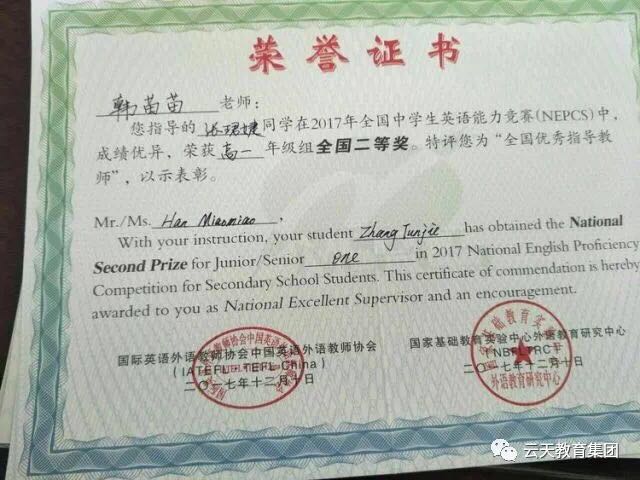 荣誉证书
韩苗苗 老师：
您指导的 同学在2017年全国中学生英语能力竞赛(NEPCS)中，
成绩优异，荣获 高一 年级组全国二等奖。特评您为“全国优秀指导教
师”，以示表彰。
Mr./Ms. Han Miaomiao ,
With your instruction, your student Zhang Junjie has obtained the National
Second Prize for Junior/Senior one in 2017 National English Proficiency
Competition for Secondary School Students. This certificate of commendation is hereby
awarded to you as National Excellent Supervisor and an encouragement.
国际英语外语教师协会中国英语外语教师协会
(IATEFL-TEFL China)
二〇一七年十二月十日
国家基础教育实验中心外语教育研究中心
NBFLTRC
二〇一七年十二月十日
外语教育研究中心
云天教育集团